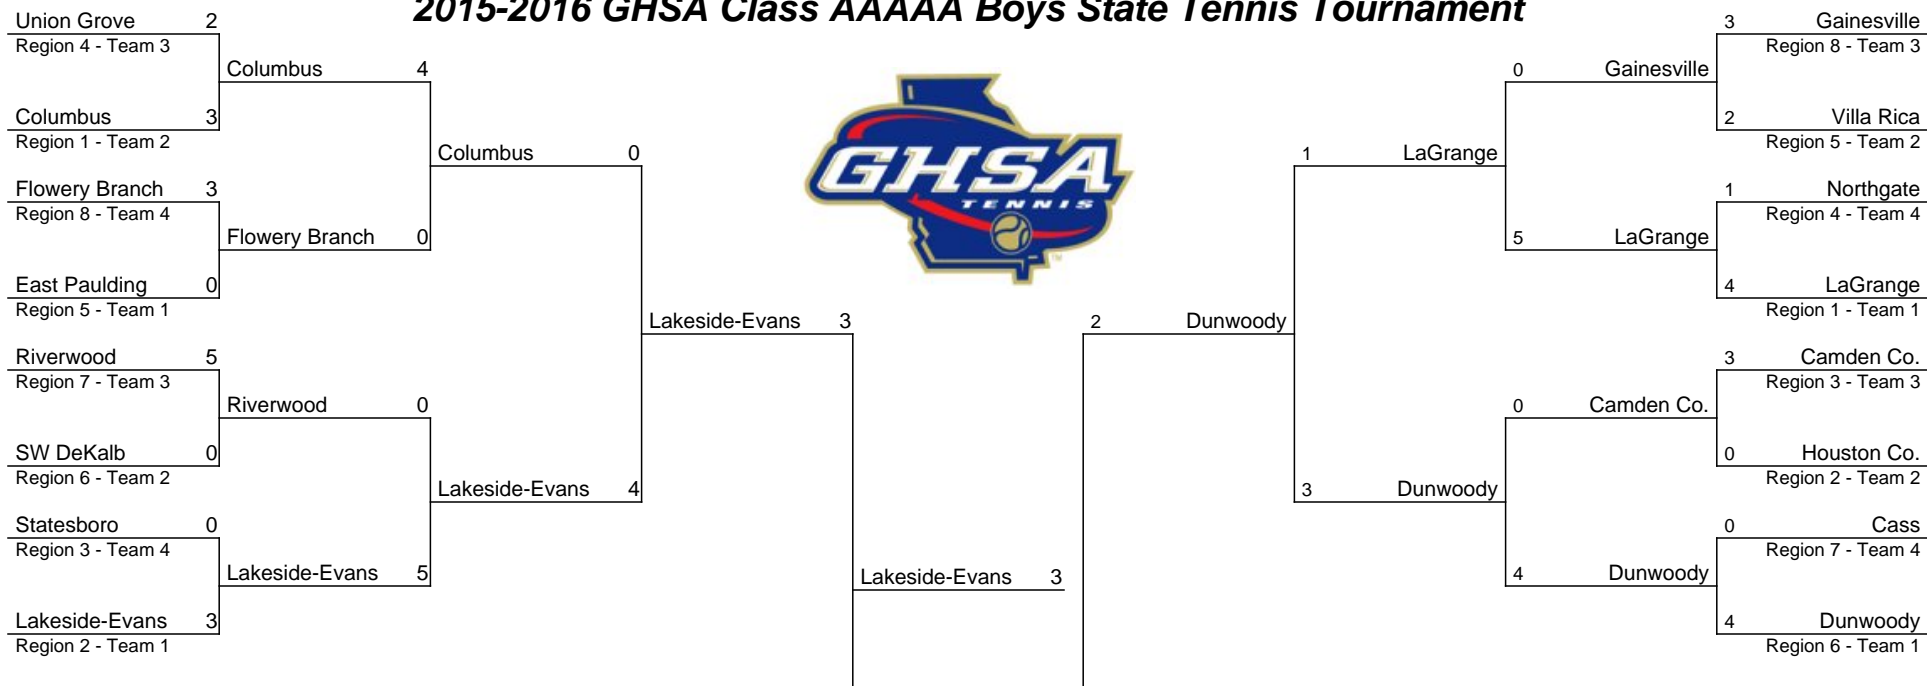 2015-2016 GHSA Class AAAAA Boys State Tennis Tournament
Union Grove 2
Region 4 - Team 3
Columbus 4
Columbus 3
Region 1 - Team 2
Columbus 0
Flowery Branch 3
Region 8 - Team 4
Flowery Branch 0
East Paulding 0
Region 5 - Team 1
Lakeside-Evans 3
Riverwood 5
Region 7 - Team 3
Riverwood 0
SW DeKalb 0
Region 6 - Team 2
Lakeside-Evans 4
Statesboro 0
Region 3 - Team 4
Lakeside-Evans 5
Lakeside-Evans 3
Region 2 - Team 1
Lakeside-Evans 3
GHSA
TENNIS
TM
3 Gainesville
Region 8 - Team 3
0 Gainesville
2 Villa Rica
Region 5 - Team 2
1 LaGrange
1 Northgate
Region 4 - Team 4
5 LaGrange
4 LaGrange
Region 1 - Team 1
2 Dunwoody
3 Camden Co.
Region 3 - Team 3
0 Camden Co.
0 Houston Co.
Region 2 - Team 2
3 Dunwoody
0 Cass
Region 7 - Team 4
4 Dunwoody
4 Dunwoody
Region 6 - Team 1